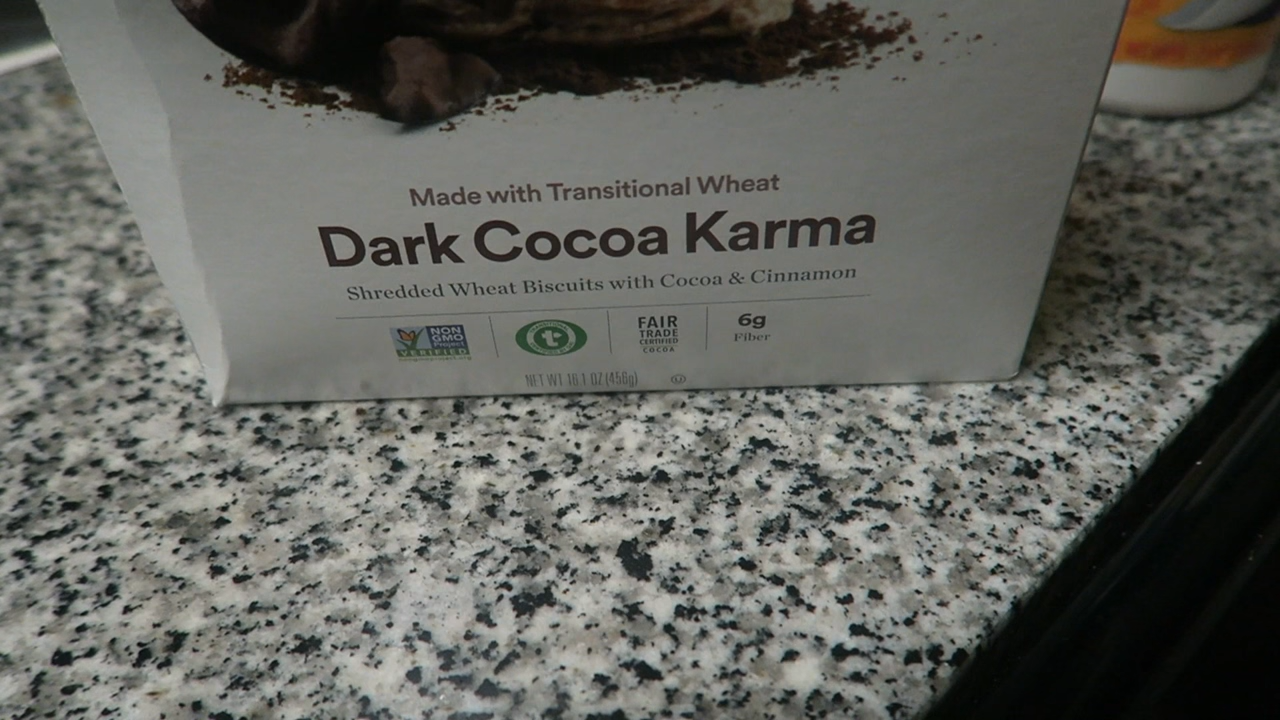 Made with Transitional Wheat
Dark Cocoa Karma
Shredded Wheat Biscuits with Cocoa & Cinnamon
NON
GMO
Project
VERIFIED
t
FAIR
TRADE
CERTIFIED
COCOA
6g
Fiber
NET WT 16.1 OZ (456g)
U